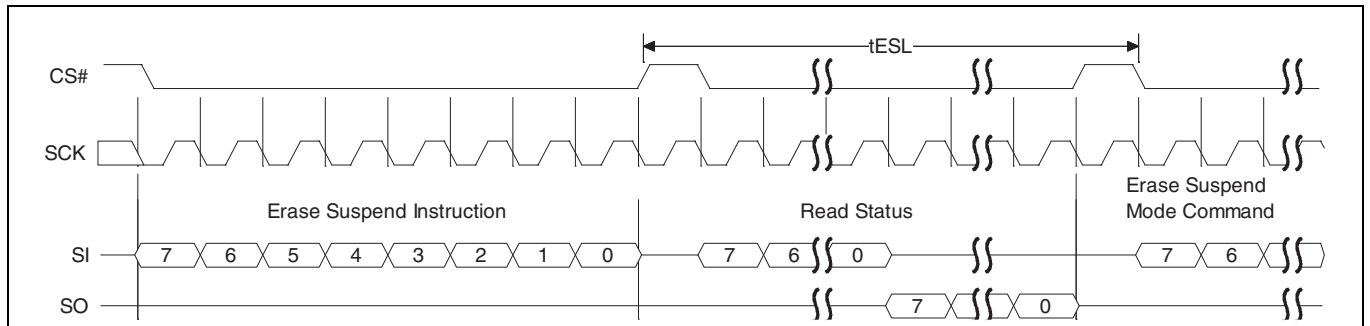 tESL
CS#
SCK
Erase Suspend Instruction
Read Status
Erase Suspend
Mode Command
SI 7 6 5 4 3 2 1 0 7 6 0 7 6
SO 7 0